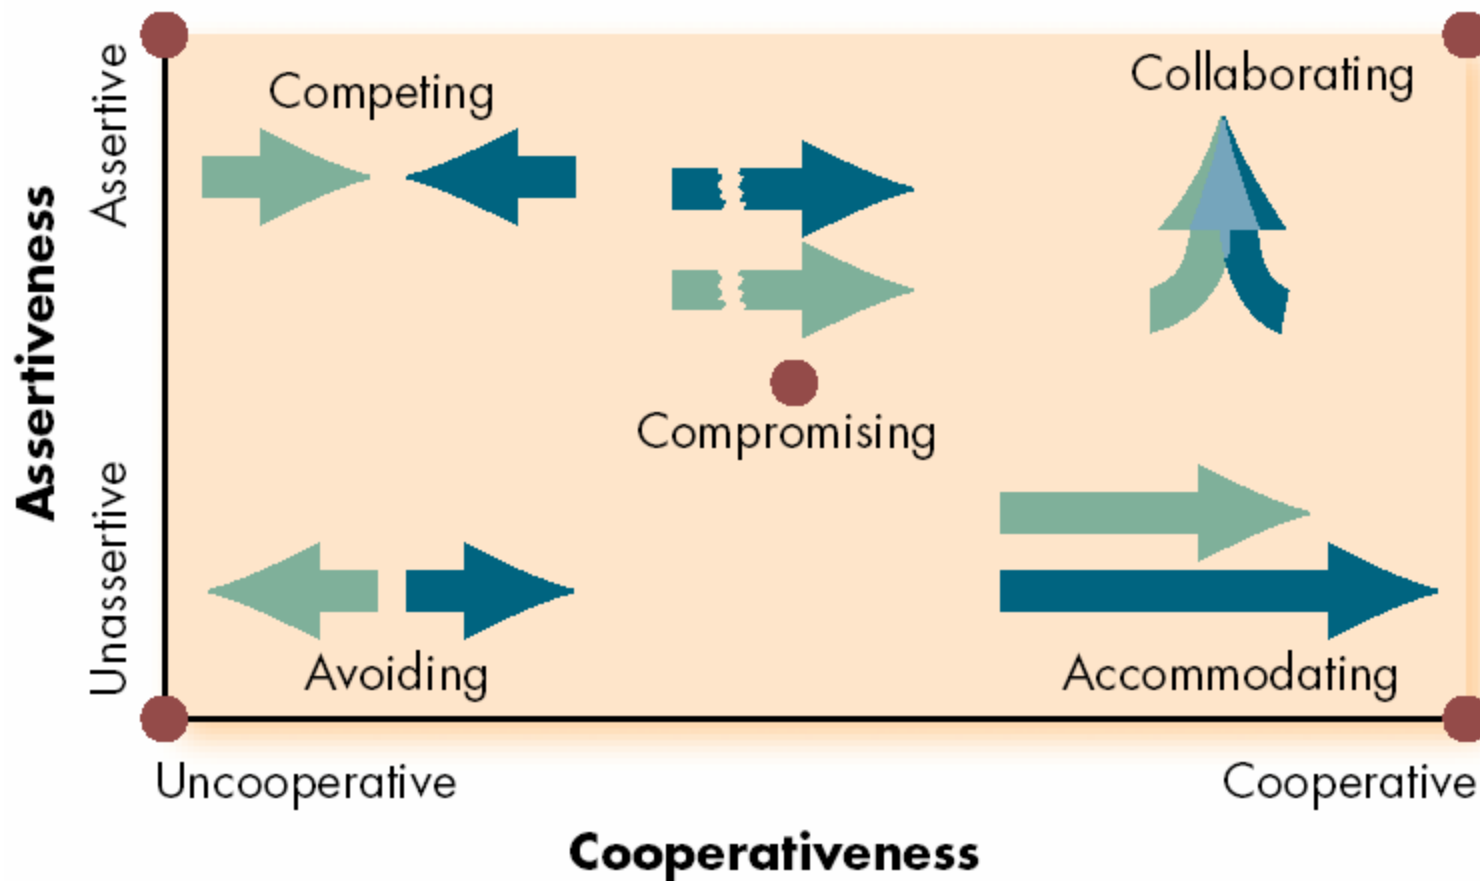 Competing
Collaborating
Compromising
Avoiding
Accommodating
Assertiveness
Assertive
Unassertive
Uncooperative
Cooperative
Cooperativeness